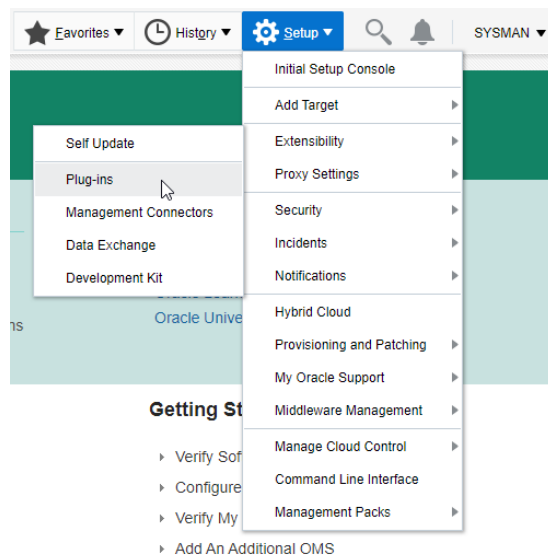 Favorites History Setup SYSMAN
Initial Setup Console
Add Target
Extensibility
Proxy Settings
Security
Incidents
Notifications
Hybrid Cloud
Provisioning and Patching
My Oracle Support
Middleware Management
Manage Cloud Control
Command Line Interface
Management Packs
Self Update
Plug-ins
Management Connectors
Data Exchange
Development Kit
Oracle Unive
ns
Getting St
Verify Sof
Configure
Verify My
Add An Additional OMS